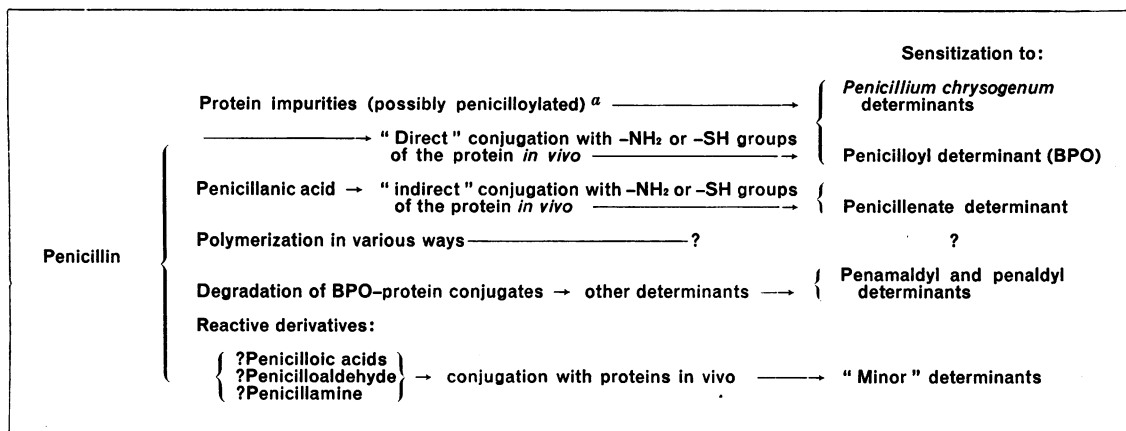 Sensitization to:
Protein impurities (possibly penicilloylated) a → Penicillium chrysogenum
determinants
→ "Direct" conjugation with –NH2 or –SH groups
of the protein in vivo → Penicilloyl determinant (BPO)
Penicillanic acid → "indirect" conjugation with –NH2 or –SH groups
of the protein in vivo → Penicillenate determinant
Polymerization in various ways — ? ?
Penicillin
Degradation of BPO–protein conjugates → other determinants → Penamaldyl and penaldyl
determinants
Reactive derivatives:
?Penicilloic acids
?Penicilloaldehyde → conjugation with proteins in vivo → "Minor" determinants
?Penicillamine